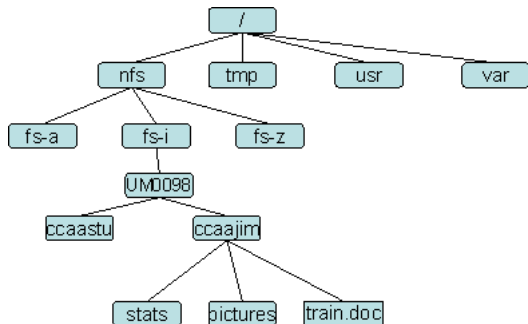 /
nfs tmp usr var
fs-a fs-i fs-z
UM0098
ccaastu ccaajim
stats pictures train.doc